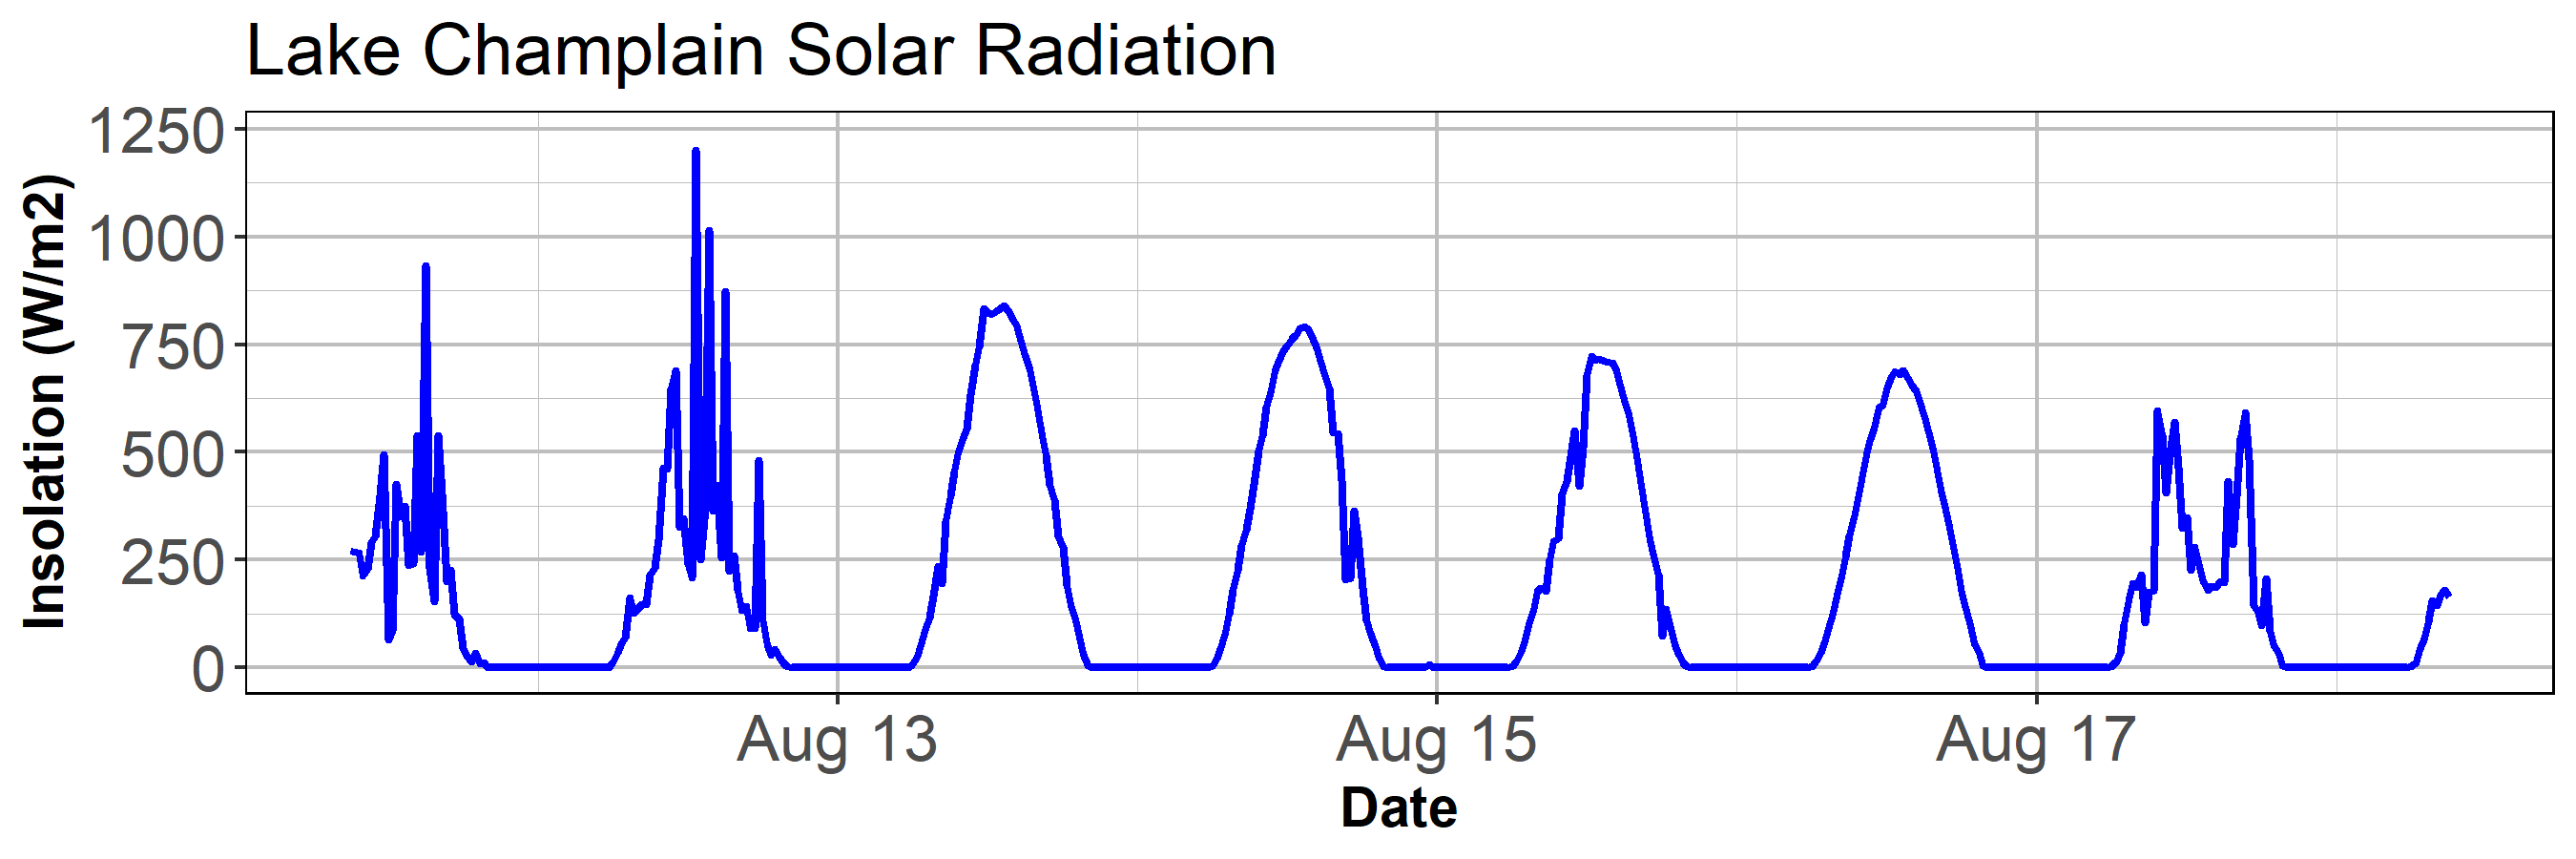 Lake Champlain Solar Radiation
1250
1000
750
500
250
0
Insolation (W/m2)
Aug 13
Aug 15
Aug 17
Date